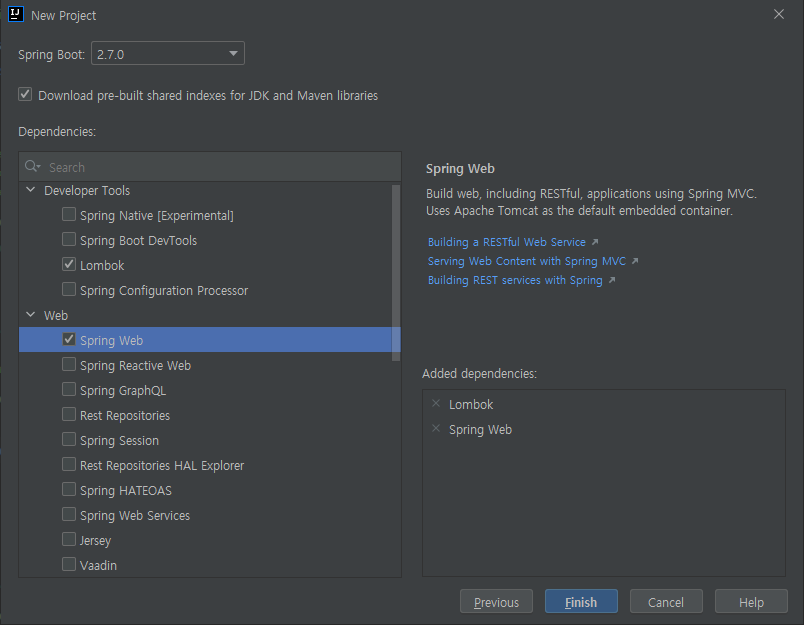 IJ
New Project
Spring Boot: 2.7.0
Download pre-built shared indexes for JDK and Maven libraries
Dependencies:
Search
Developer Tools
Spring Native [Experimental]
Spring Boot DevTools
Lombok
Spring Configuration Processor
Web
Spring Web
Spring Reactive Web
Spring GraphQL
Rest Repositories
Spring Session
Rest Repositories HAL Explorer
Spring HATEOAS
Spring Web Services
Jersey
Vaadin
Spring Web
Build web, including RESTful, applications using Spring MVC.
Uses Apache Tomcat as the default embedded container.
Building a RESTful Web Service
Serving Web Content with Spring MVC
Building REST services with Spring
Added dependencies:
Lombok
Spring Web
Previous
Finish
Cancel
Help